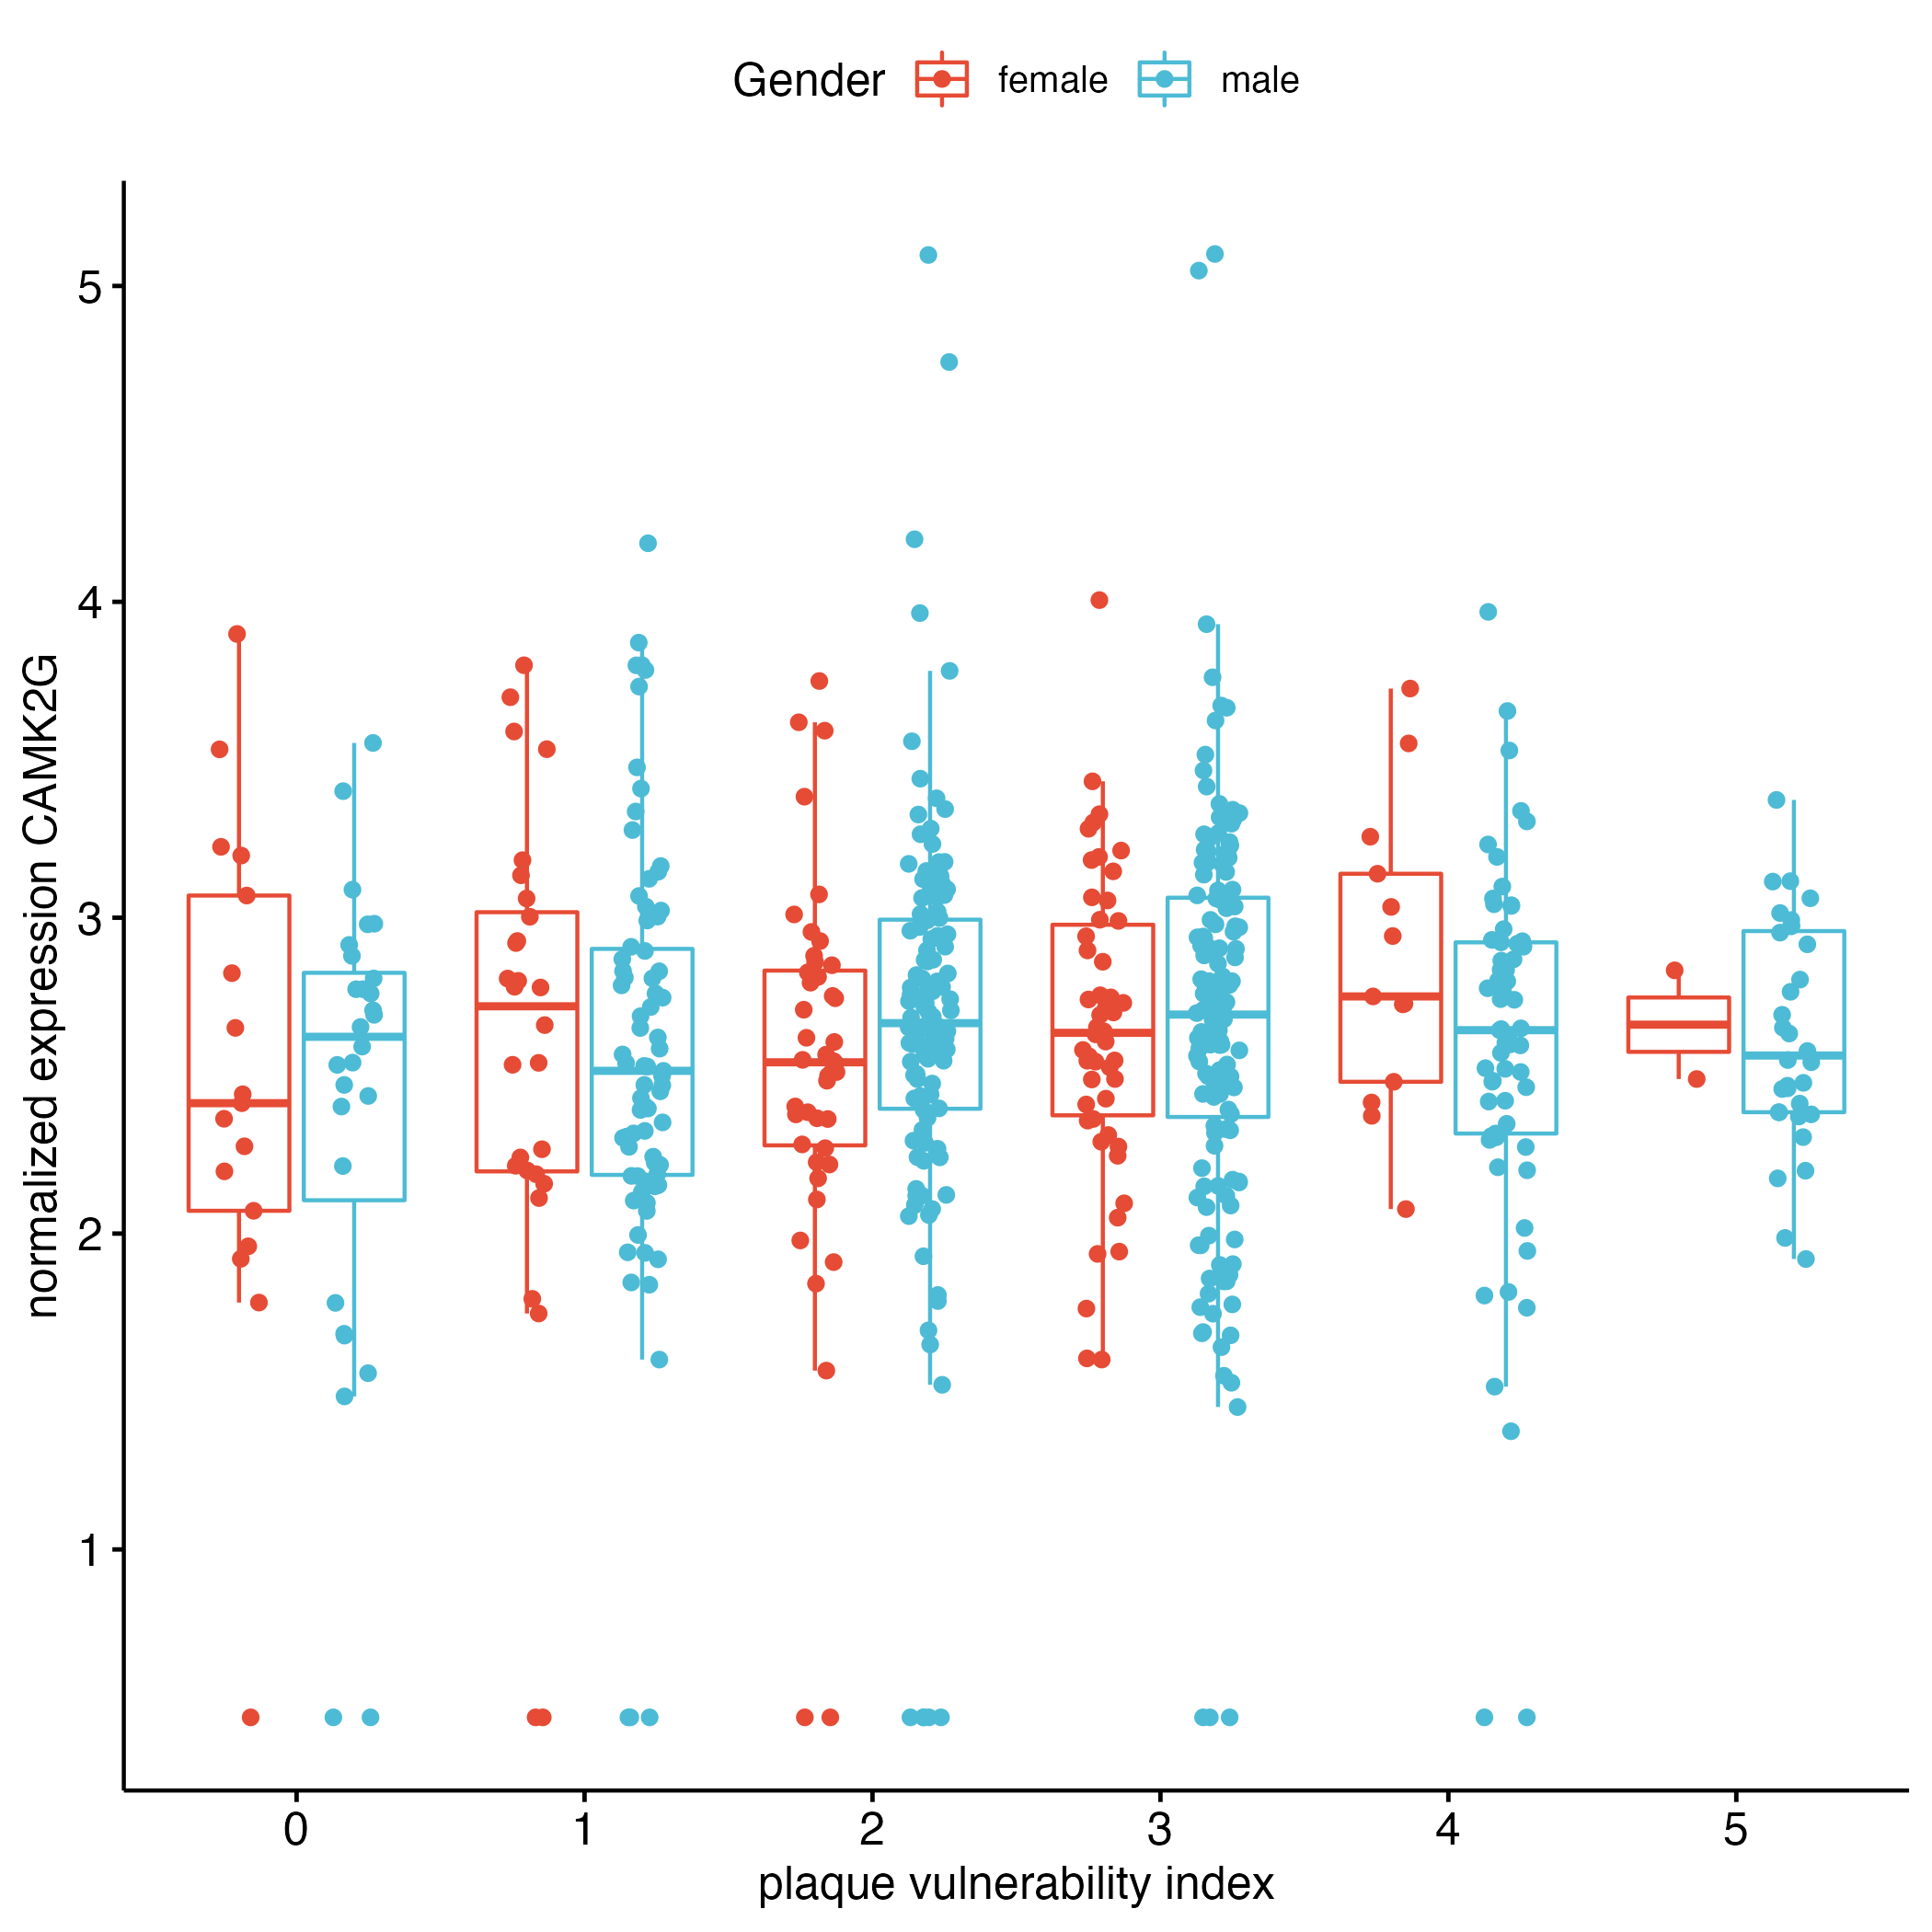 Gender female male
normalized expression CAMK2G
5
4
3
2
1
0 1 2 3 4 5
plaque vulnerability index